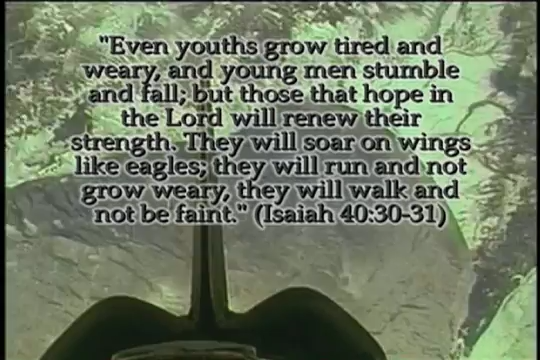 "Even youths grow tired and
weary, and young men stumble
and fall; but those that hope in
the Lord will renew their
strength. They will soar on wings
like eagles; they will run and not
grow weary, they will walk and
not be faint." (Isaiah 40:30-31)